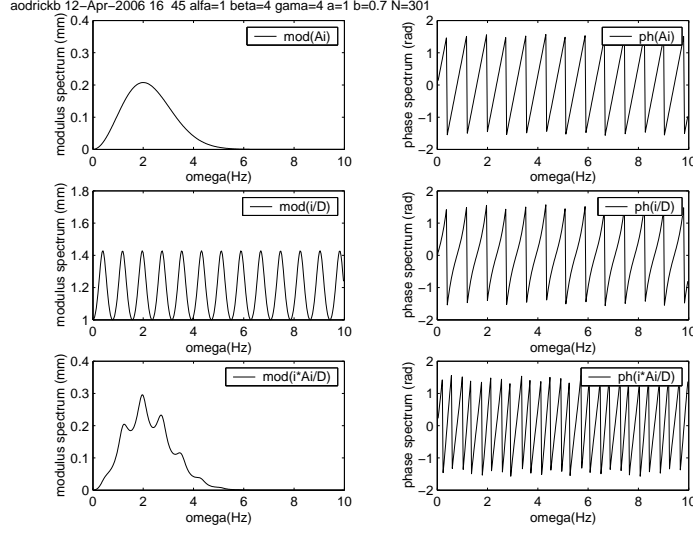 aodrickb 12-Apr-2006 16 45 alfa=1 beta=4 gama=4 a=1 b=0.7 N=301
modulus spectrum (mm)
0.4
0.3
0.2
0.1
0
mod(Ai)
0 2 4 6 8 10
omega(Hz)
phase spectrum (rad)
2
1
0
−1
−2
ph(Ai)
0 2 4 6 8 10
omega(Hz)
modulus spectrum (mm)
1.8
1.6
1.4
1.2
1
mod(i/D)
0 2 4 6 8 10
omega(Hz)
phase spectrum (rad)
2
1
0
−1
−2
ph(i/D)
0 2 4 6 8 10
omega(Hz)
modulus spectrum (mm)
0.4
0.3
0.2
0.1
0
mod(i*Ai/D)
0 2 4 6 8 10
omega(Hz)
phase spectrum (rad)
2
1
0
−1
−2
ph(i*Ai/D)
0 2 4 6 8 10
omega(Hz)